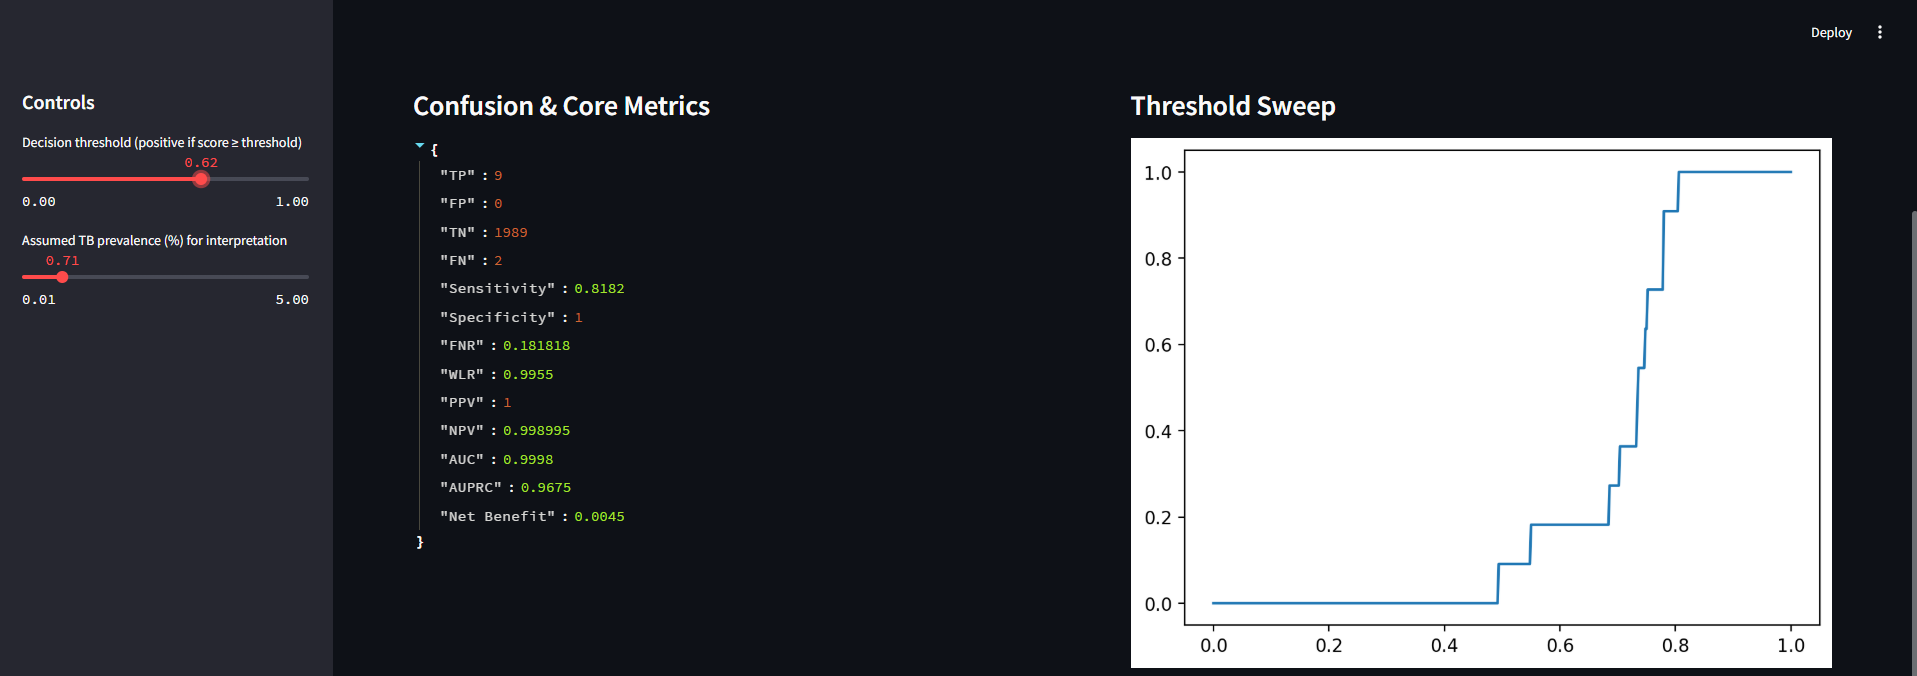 Deploy
Controls
Decision threshold (positive if score ≥ threshold)
0.62
0.00 1.00
Assumed TB prevalence (%) for interpretation
0.71
0.01 5.00
Confusion & Core Metrics
{
"TP" : 9
"FP" : 0
"TN" : 1989
"FN" : 2
"Sensitivity" : 0.8182
"Specificity" : 1
"FNR" : 0.181818
"WLR" : 0.9955
"PPV" : 1
"NPV" : 0.998995
"AUC" : 0.9998
"AUPRC" : 0.9675
"Net Benefit" : 0.0045
}
Threshold Sweep
1.0
0.8
0.6
0.4
0.2
0.0
0.0 0.2 0.4 0.6 0.8 1.0